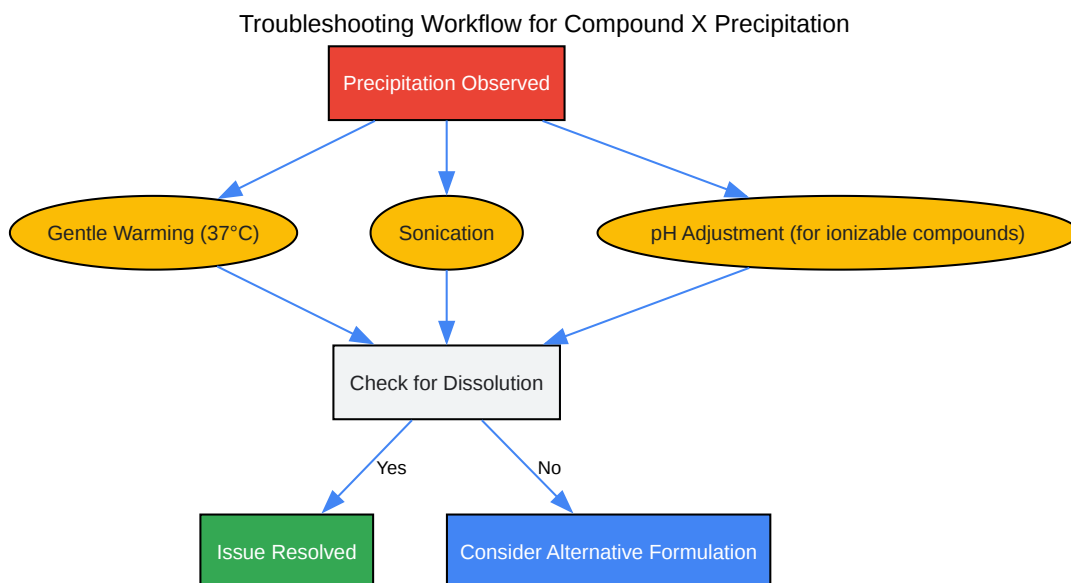 Troubleshooting Workflow for Compound X Precipitation
Precipitation Observed
Gentle Warming (37°C)
Sonication
pH Adjustment (for ionizable compounds)
Check for Dissolution
Yes
No
Issue Resolved
Consider Alternative Formulation